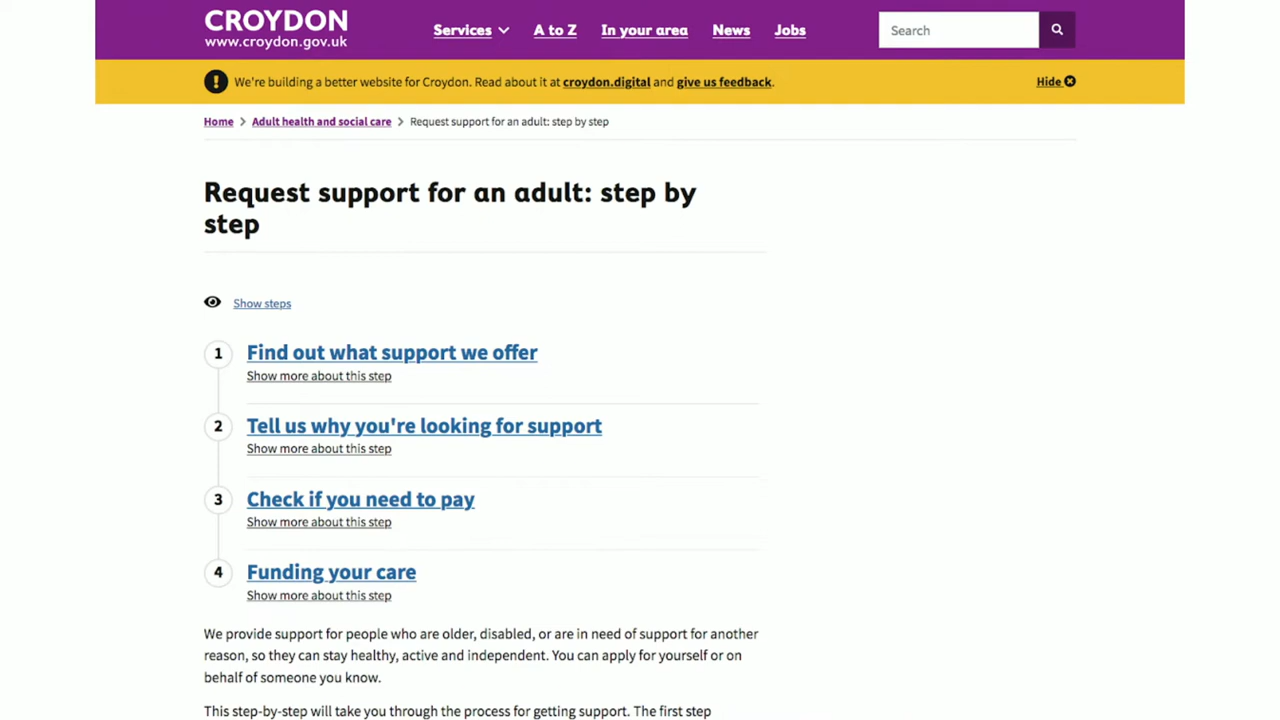 CROYDON
www.croydon.gov.uk
Services A to Z In your area News Jobs Search
We're building a better website for Croydon. Read about it at croydon.digital and give us feedback. Hide
Home > Adult health and social care > Request support for an adult: step by step
Request support for an adult: step by
step
Show steps
1 Find out what support we offer
Show more about this step
2 Tell us why you're looking for support
Show more about this step
3 Check if you need to pay
Show more about this step
4 Funding your care
Show more about this step
We provide support for people who are older, disabled, or are in need of support for another
reason, so they can stay healthy, active and independent. You can apply for yourself or on
behalf of someone you know.
This step-by-step will take you through the process for getting support. The first step